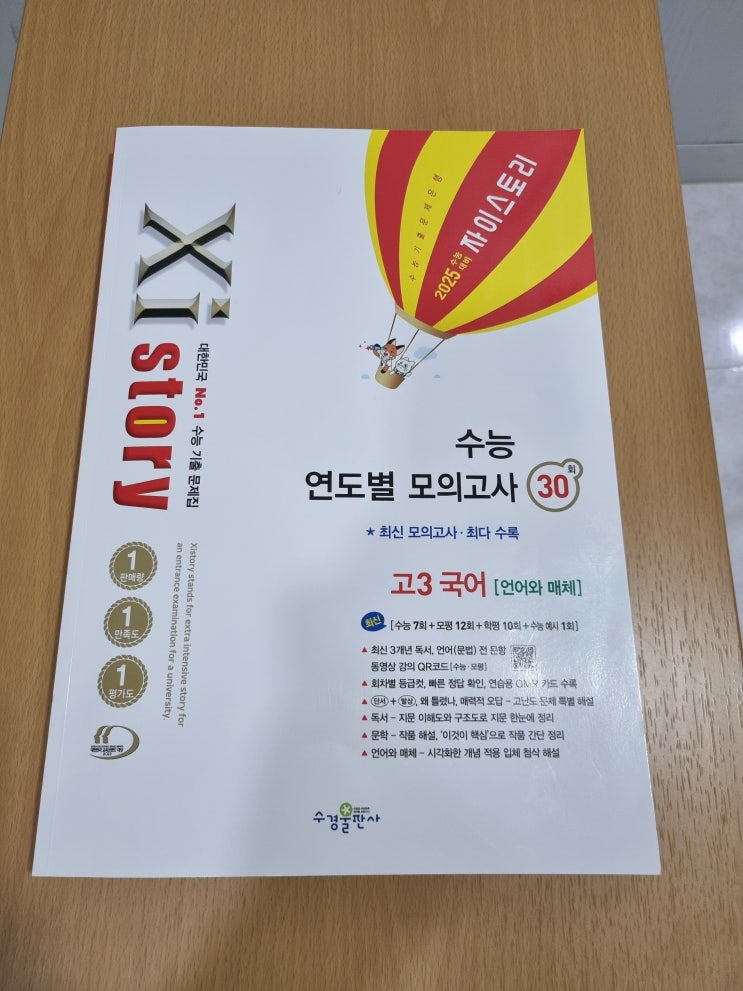 수능 기출 문제 은행
2025 수능 대비 자이스토리
Xi story
대한민국 No.1 수능 기출 문제집
Xistory stands for extra intensive story for
an entrance examination for a university.
1 판매량
1 만족도
1 평가도
수능
연도별 모의고사 30회
★ 최신 모의고사·최다 수록
고3 국어 [언어와 매체]
최신 [수능 7회+모평 12회+학평 10회+수능 예시 1회]
▲ 최신 3개년 독서, 언어(문법) 전 문항
동영상 강의 QR코드 [수능·모평]
▲ 회차별 등급컷, 빠른 정답 확인, 연습용 OMR 카드 수록
▲ 단서 + 발상, 왜 틀렸나, 매력적 오답 – 고난도 문제 특별 해설
▲ 독서 – 지문 이해도와 구조도로 지문 한눈에 정리
▲ 문학 – 작품 해설, '이것이 핵심'으로 작품 간단 정리
▲ 언어와 매체 – 시각화한 개념 적용 입체 첨삭 해설
수경출판사